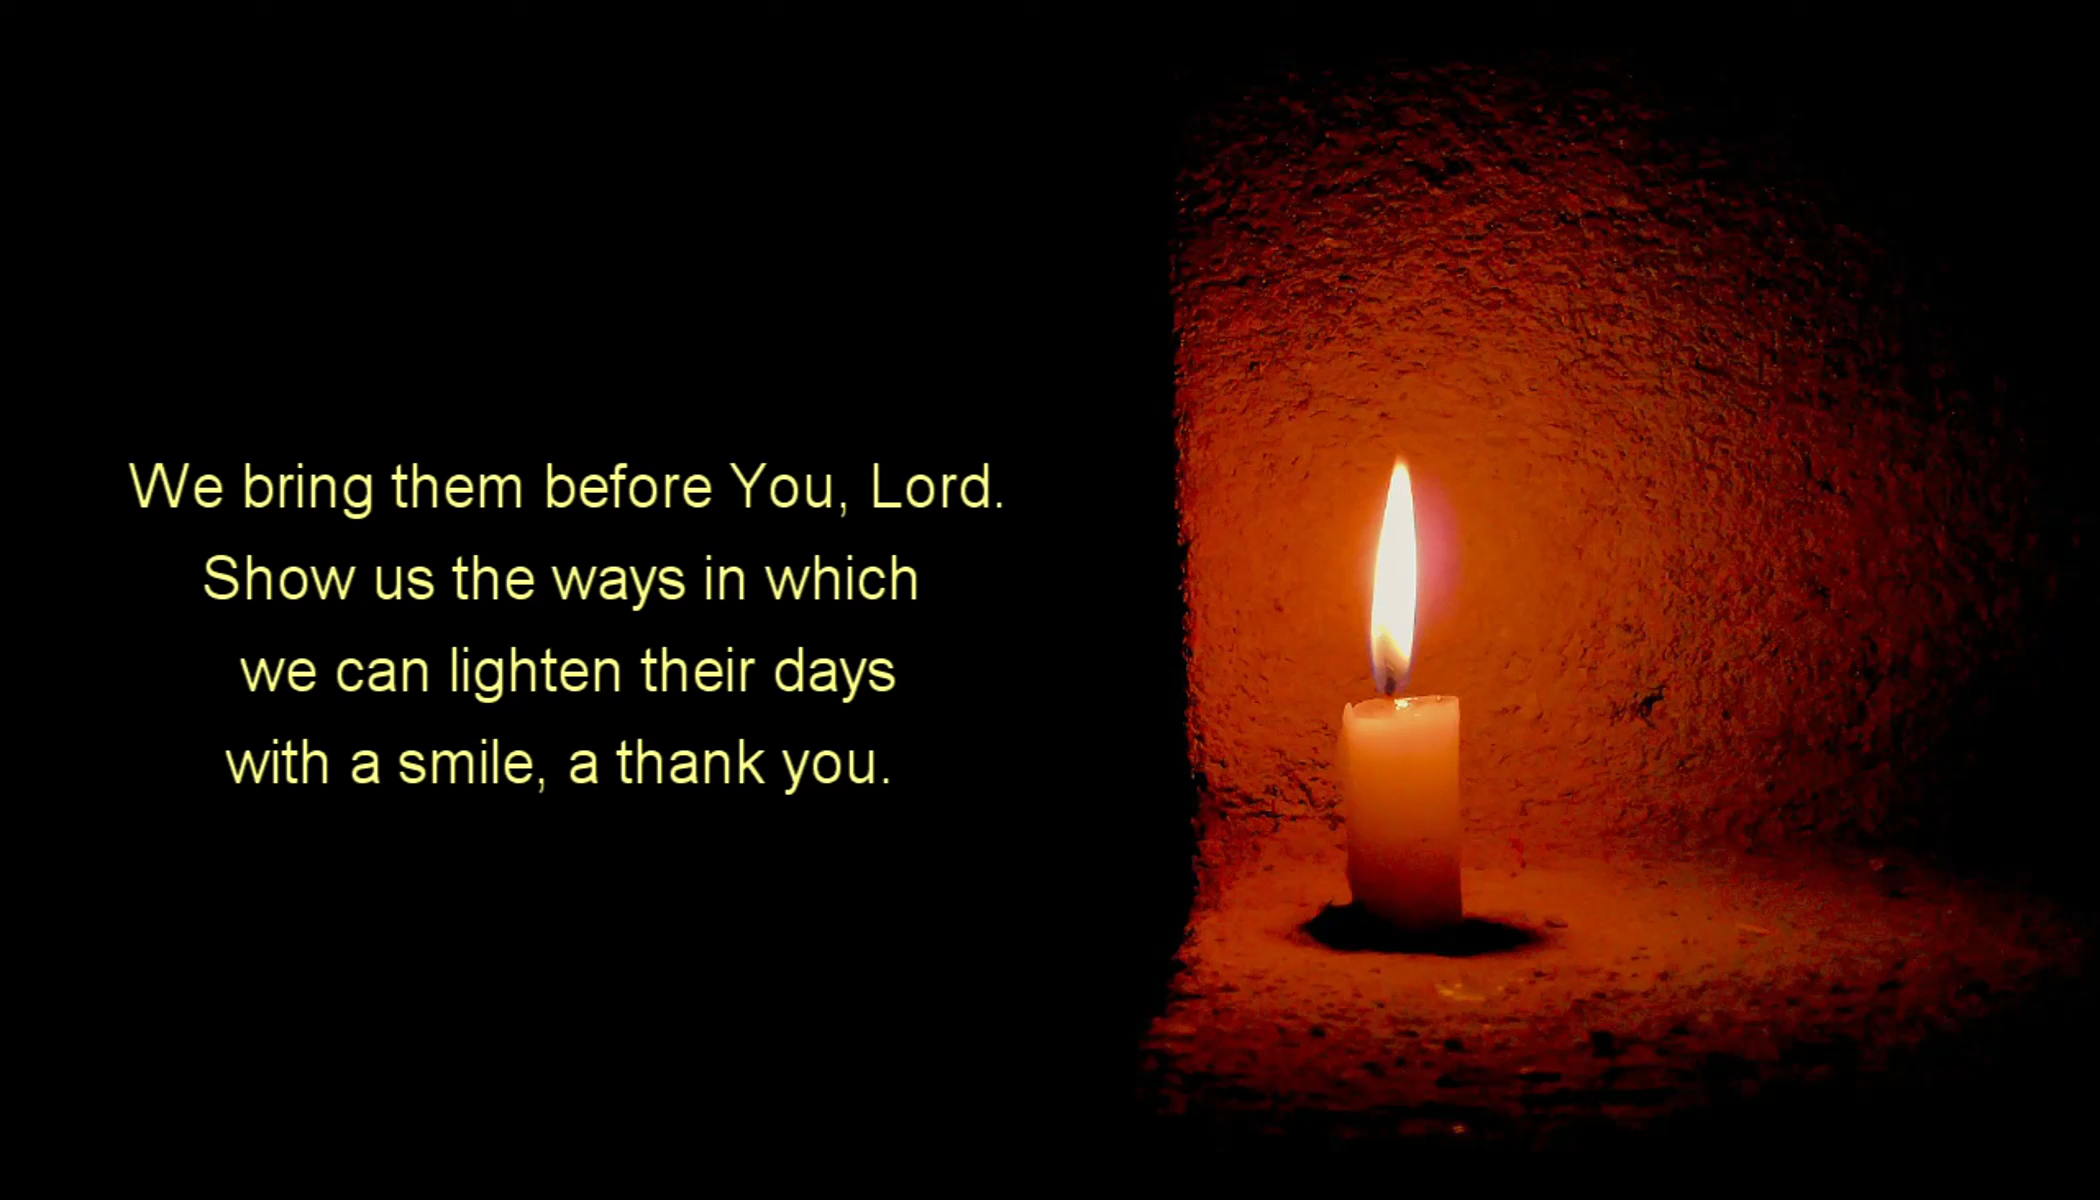 We bring them before You, Lord.
Show us the ways in which
we can lighten their days
with a smile, a thank you.